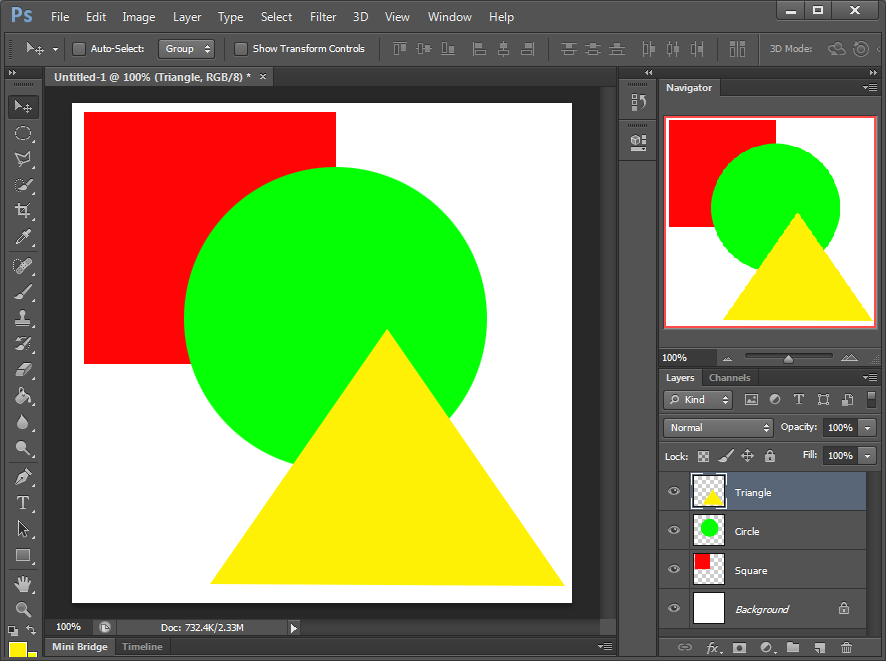 Ps File Edit Image Layer Type Select Filter 3D View Window Help
Auto-Select: Group Show Transform Controls 3D Mode:
Untitled-1 @ 100% (Triangle, RGB/8) * ×
Navigator
100%
Layers Channels
Kind T
Normal Opacity: 100%
Lock: Fill: 100%
Triangle
Circle
Square
Background
fx
T
100% Doc: 732.4K/2.33M
Mini Bridge Timeline